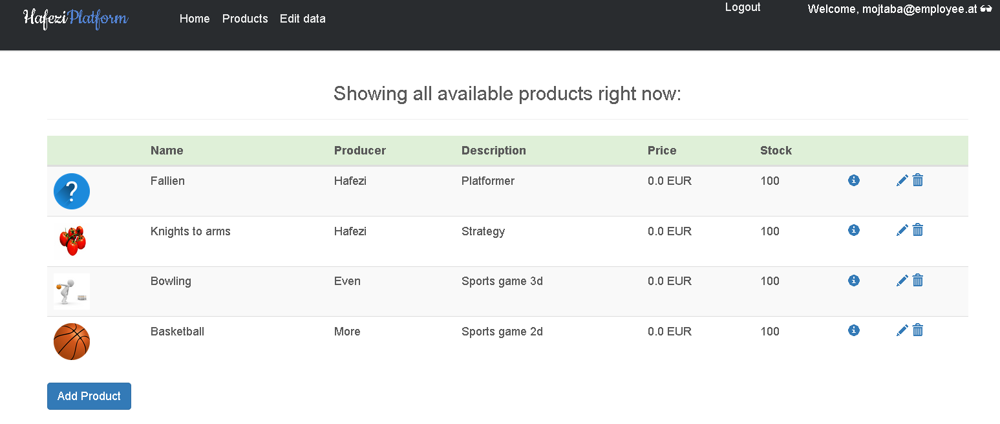 HafeziPlatform Home Products Edit data Logout Welcome, mojtaba@employee.at
Showing all available products right now:
Name Producer Description Price Stock
? Fallien Hafezi Platformer 0.0 EUR 100
Knights to arms Hafezi Strategy 0.0 EUR 100
Bowling Even Sports game 3d 0.0 EUR 100
Basketball More Sports game 2d 0.0 EUR 100
Add Product